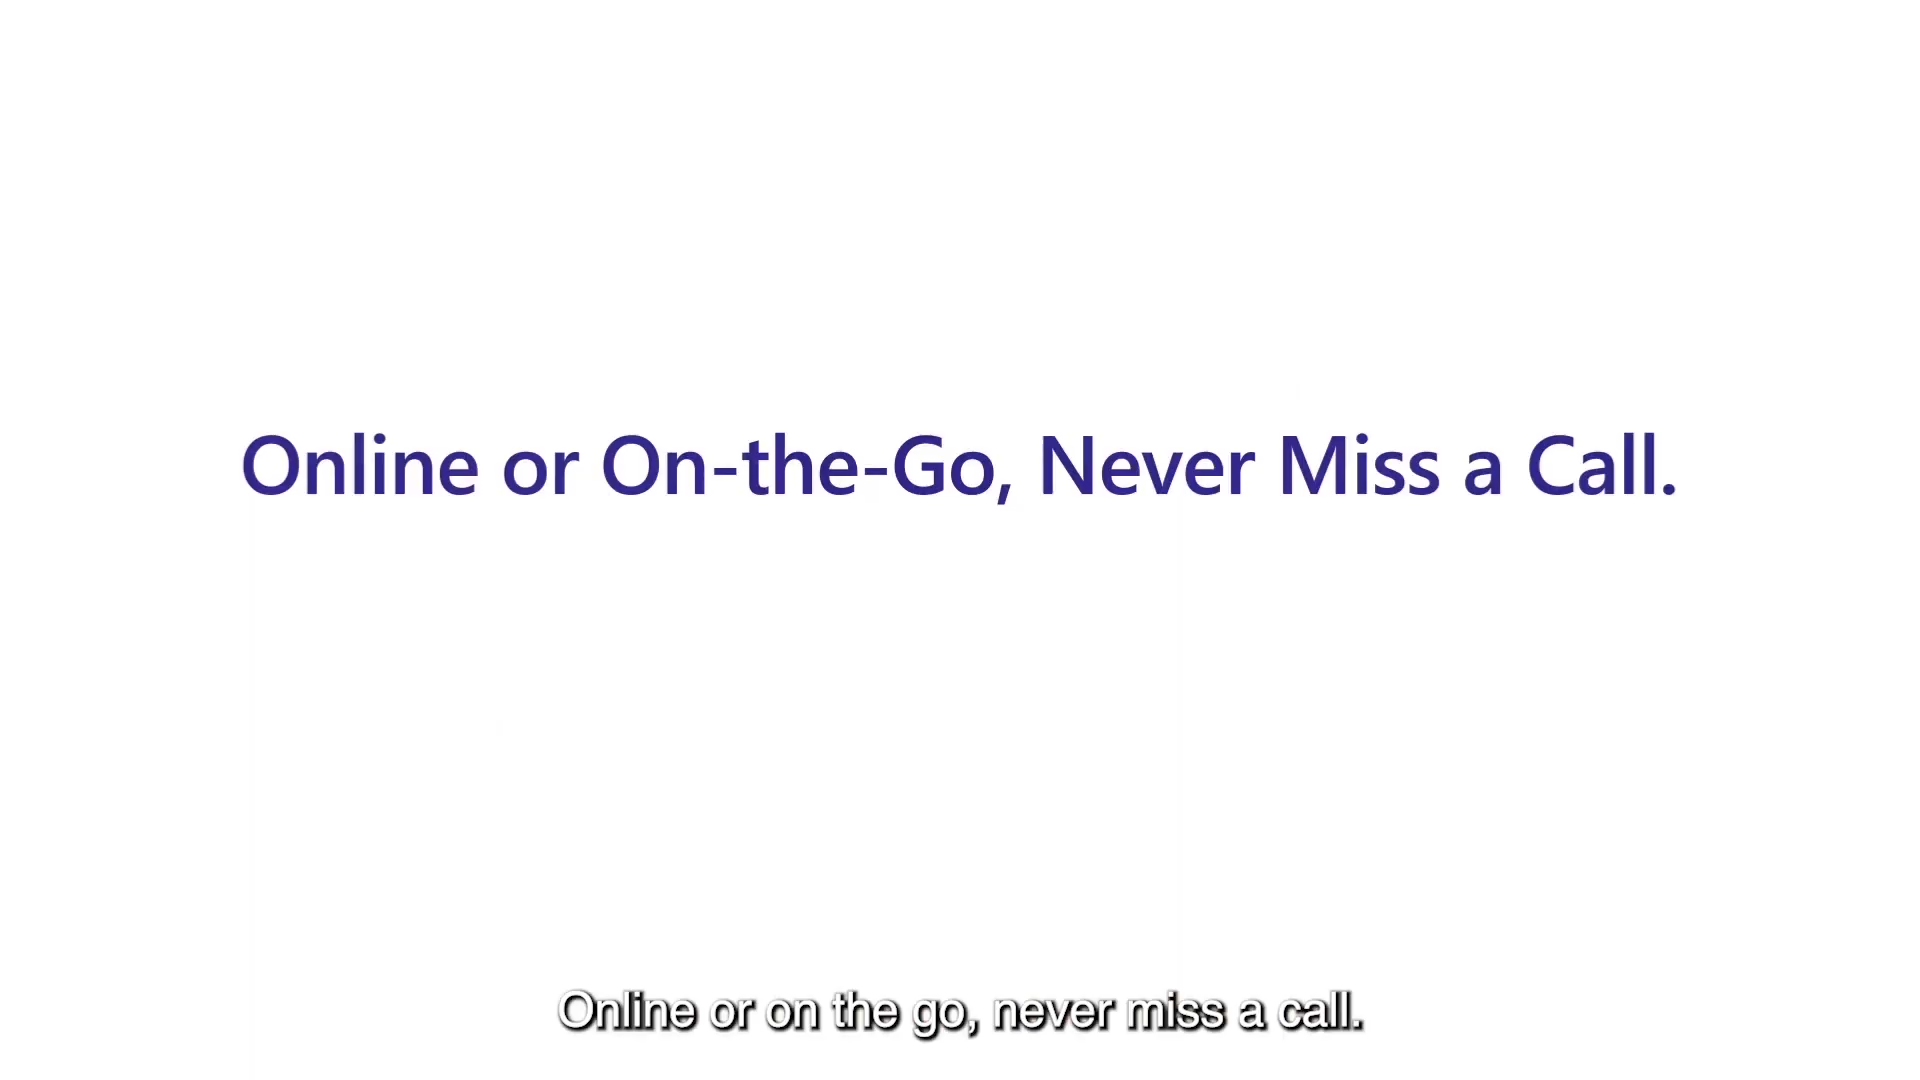 Online or On-the-Go, Never Miss a Call.
Online or on the go, never miss a call.